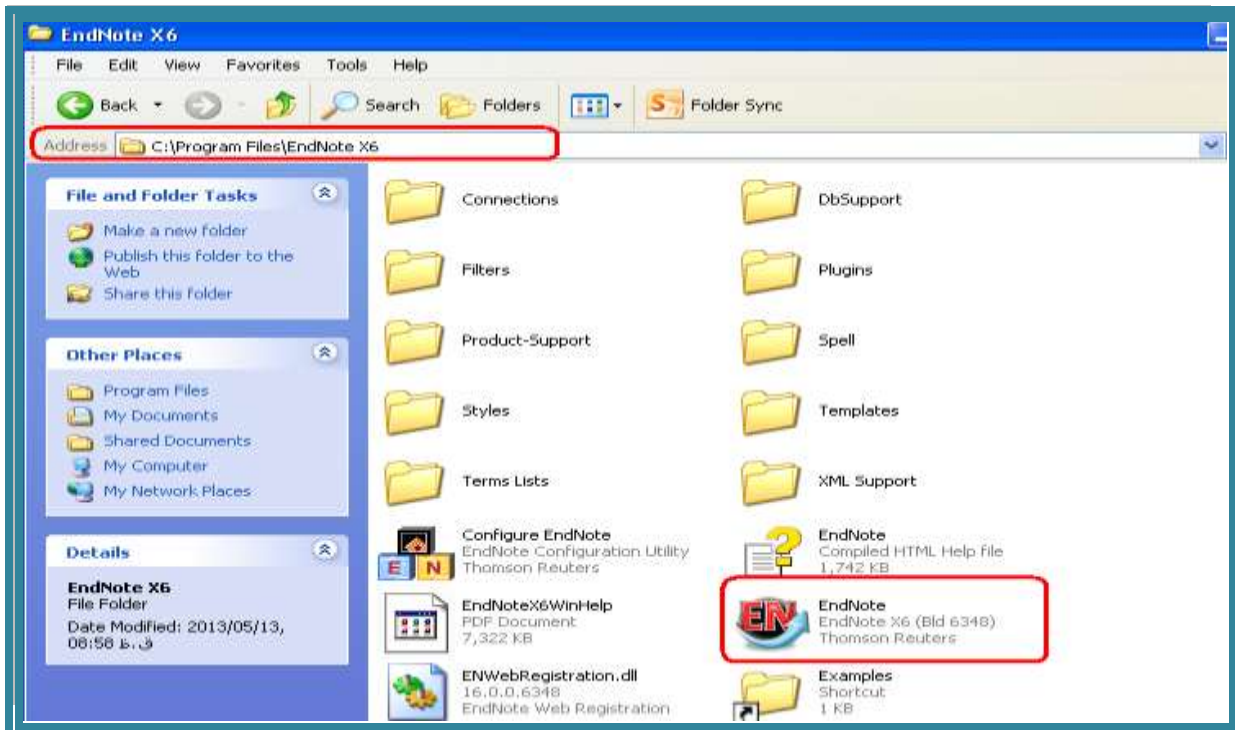 EndNote X6
File Edit View Favorites Tools Help
Back Search Folders Folder Sync
Address C:\Program Files\EndNote X6
File and Folder Tasks
Make a new folder
Publish this folder to the
Web
Share this folder
Other Places
Program Files
My Documents
Shared Documents
My Computer
My Network Places
Details
EndNote X6
File Folder
Date Modified: 2013/05/13,
08:58 ق.ظ
Connections
DbSupport
Filters
Plugins
Product-Support
Spell
Styles
Templates
Terms Lists
XML Support
Configure EndNote
EndNote Configuration Utility
Thomson Reuters
EndNote
Compiled HTML Help file
1,742 KB
EndNoteX6WinHelp
PDF Document
7,322 KB
EndNote
EndNote X6 (Bld 6348)
Thomson Reuters
ENWebRegistration.dll
16.0.0.6348
EndNote Web Registration
Examples
Shortcut
1 KB